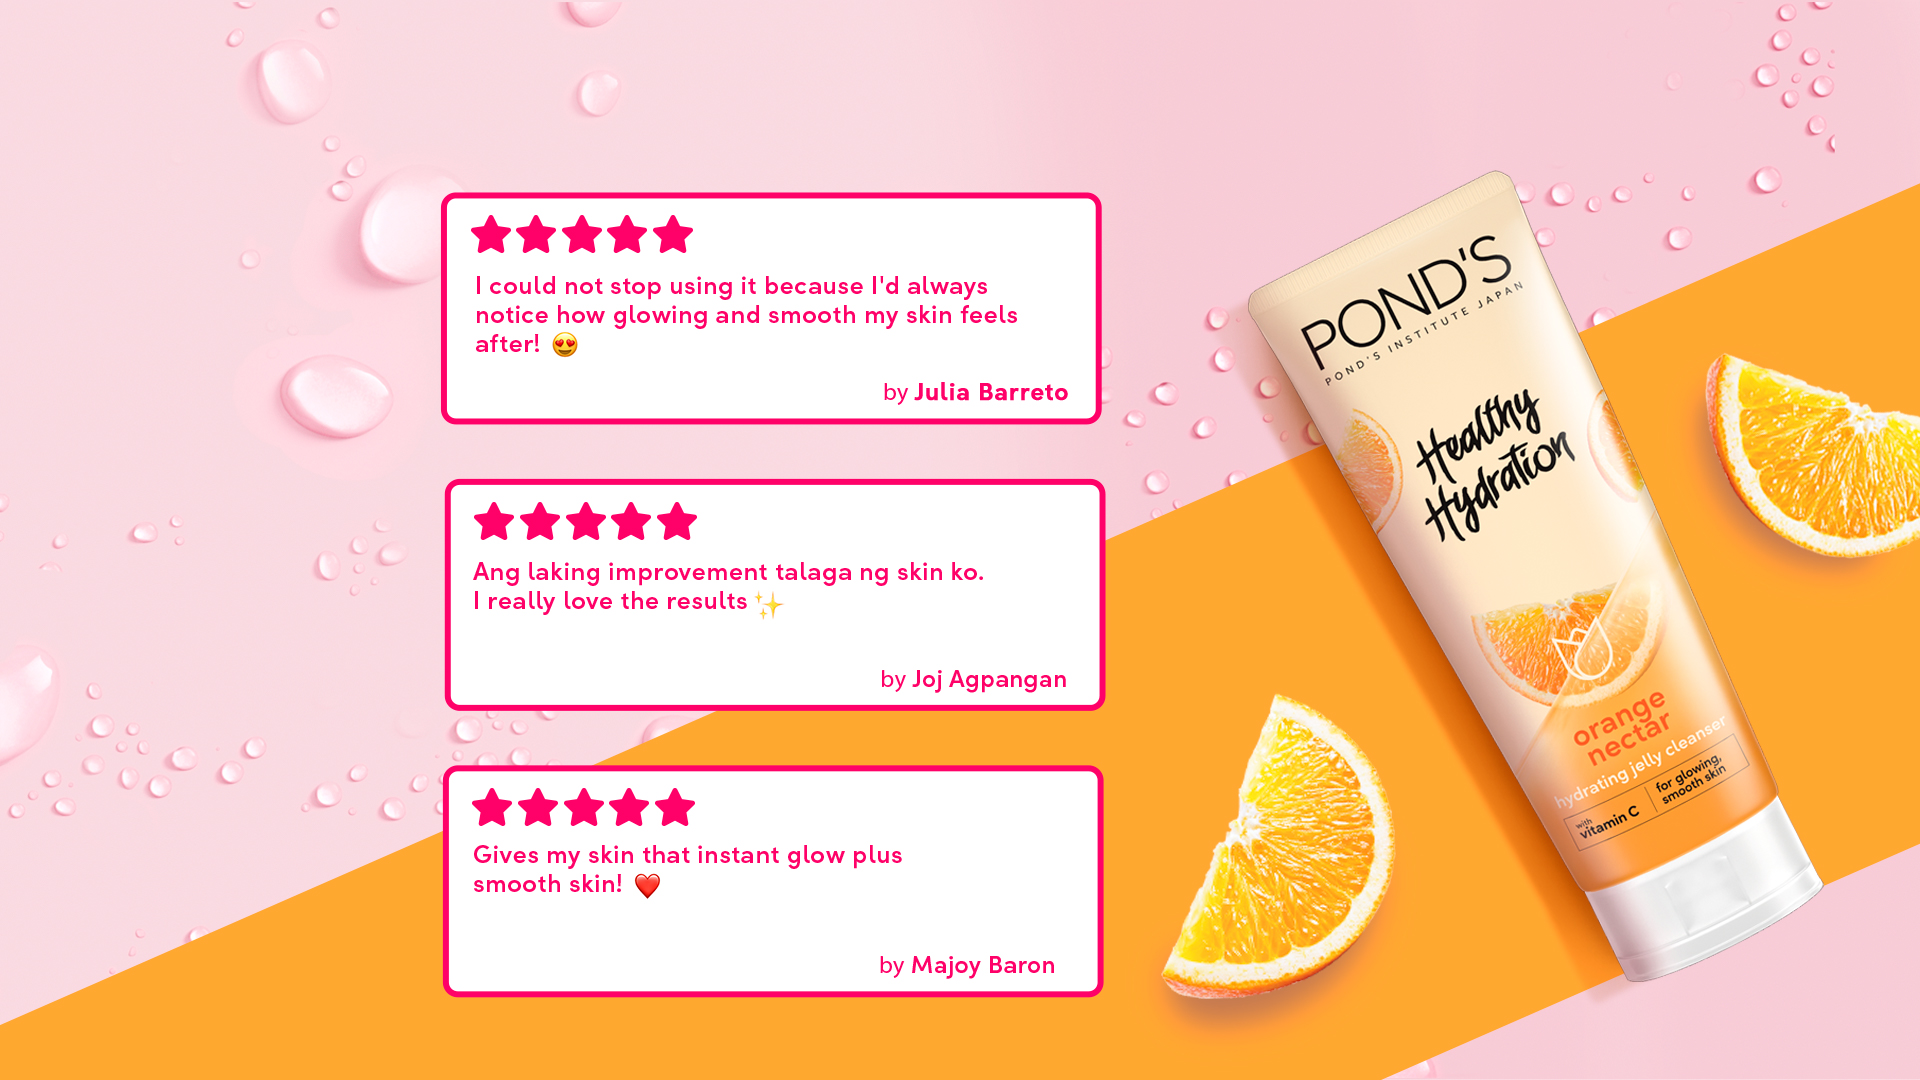 I could not stop using it because I'd always
notice how glowing and smooth my skin feels
after! 😍
by Julia Barreto
Ang laking improvement talaga ng skin ko.
I really love the results ✨
by Joj Agpangan
Gives my skin that instant glow plus
smooth skin! ❤️
by Majoy Baron
POND'S
POND'S INSTITUTE JAPAN
Healthy
Hydration
orange
nectar
hydrating jelly cleanser
with
vitamin C
for glowing,
smooth skin